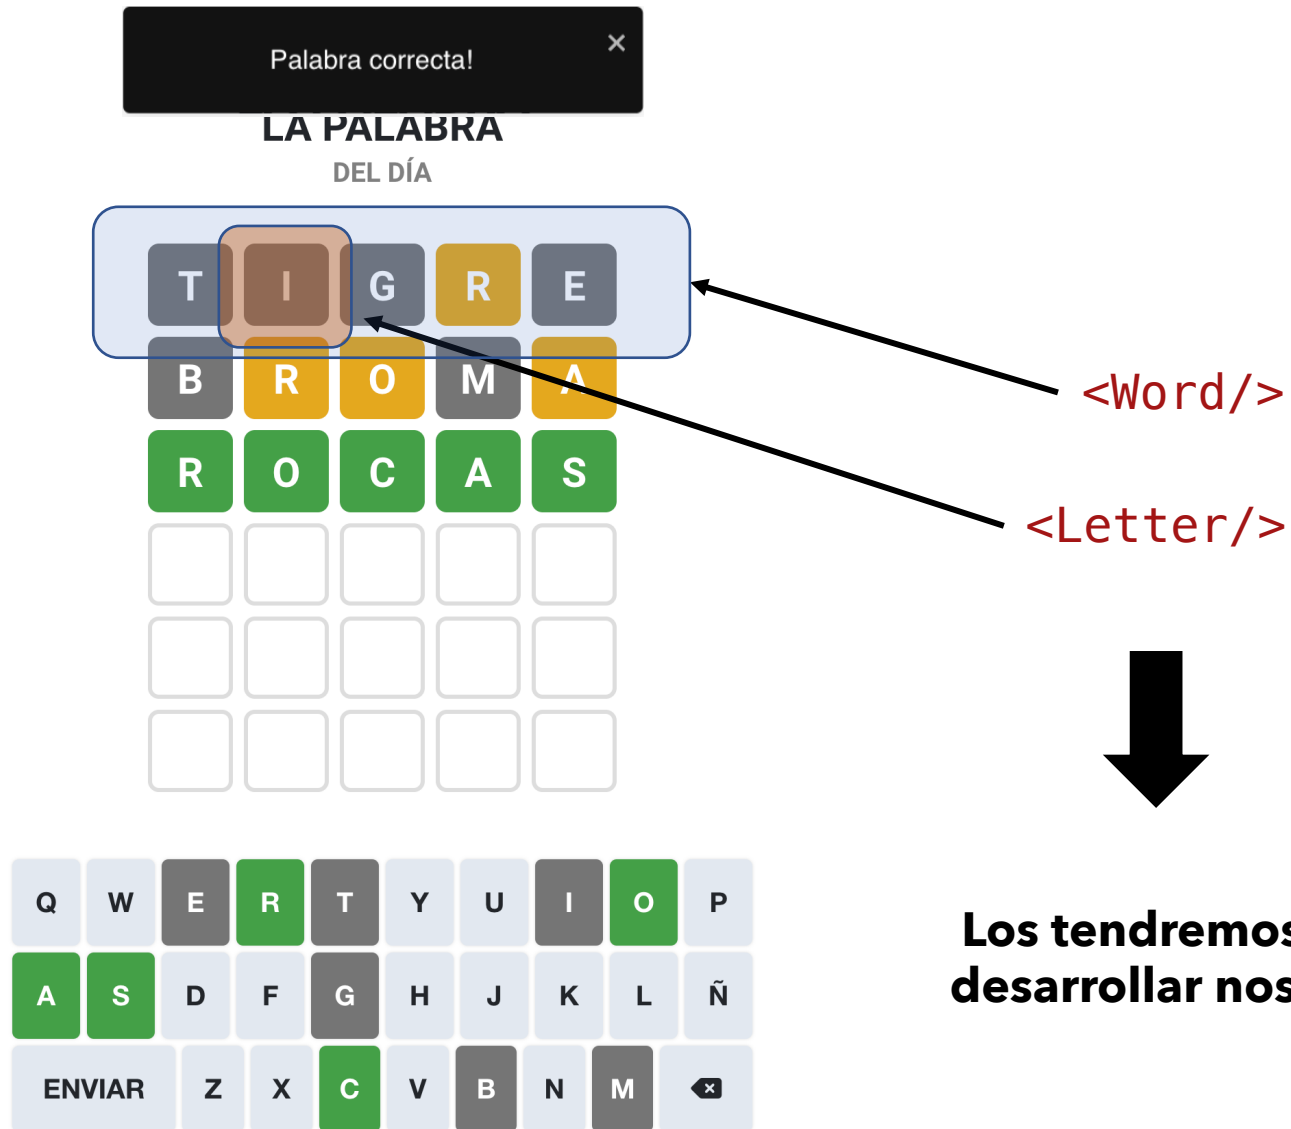 Palabra correcta! ×
LA PALABRA
DEL DÍA
T I G R E
B R O M A
R O C A S
<Word/>
<Letter/>
Q W E R T Y U I O P
A S D F G H J K L Ñ
ENVIAR Z X C V B N M
Los tendremos
desarrollar nos